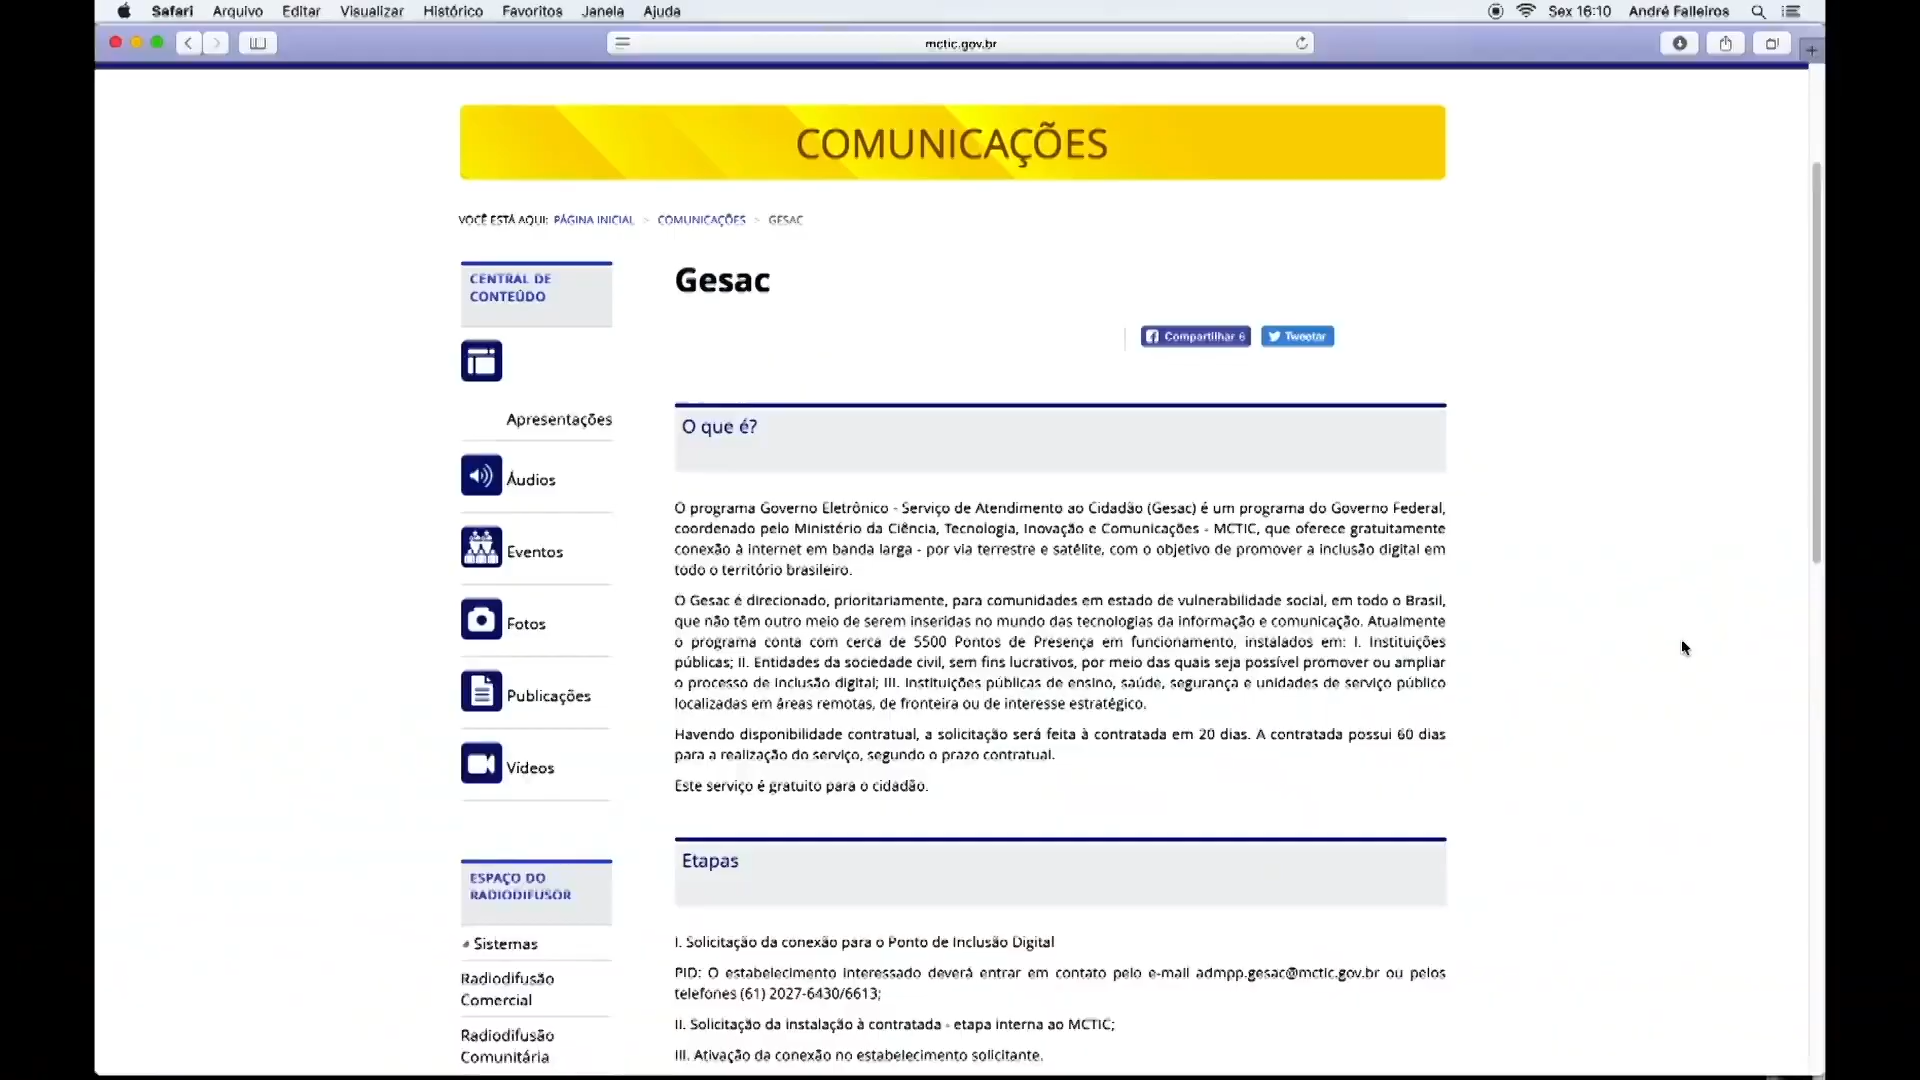 Safari Arquivo Editar Visualizar Histórico Favoritos Janela Ajuda Sex 16:10 André Falleiros
mctic.gov.br
COMUNICAÇÕES
VOCÊ ESTÁ AQUI: PÁGINA INICIAL > COMUNICAÇÕES > GESAC
CENTRAL DE
CONTEÚDO
Apresentações
Áudios
Eventos
Fotos
Publicações
Vídeos
ESPAÇO DO
RADIODIFUSOR
Sistemas
Radiodifusão
Comercial
Radiodifusão
Comunitária
Gesac
Compartilhar 6 Tweetar
O que é?
O programa Governo Eletrônico - Serviço de Atendimento ao Cidadão (Gesac) é um programa do Governo Federal,
coordenado pelo Ministério da Ciência, Tecnologia, Inovação e Comunicações - MCTIC, que oferece gratuitamente
conexão à internet em banda larga - por via terrestre e satélite, com o objetivo de promover a inclusão digital em
todo o território brasileiro.
O Gesac é direcionado, prioritariamente, para comunidades em estado de vulnerabilidade social, em todo o Brasil,
que não têm outro meio de serem inseridas no mundo das tecnologias da informação e comunicação. Atualmente
o programa conta com cerca de 5500 Pontos de Presença em funcionamento, instalados em: I. Instituições
públicas; II. Entidades da sociedade civil, sem fins lucrativos, por meio das quais seja possível promover ou ampliar
o processo de inclusão digital; III. Instituições públicas de ensino, saúde, segurança e unidades de serviço público
localizadas em áreas remotas, de fronteira ou de interesse estratégico.
Havendo disponibilidade contratual, a solicitação será feita à contratada em 20 dias. A contratada possui 60 dias
para a realização do serviço, segundo o prazo contratual.
Este serviço é gratuito para o cidadão.
Etapas
I. Solicitação da conexão para o Ponto de Inclusão Digital
PID: O estabelecimento interessado deverá entrar em contato pelo e-mail admpp.gesac@mctic.gov.br ou pelos
telefones (61) 2027-6430/6613;
II. Solicitação da instalação à contratada - etapa interna ao MCTIC;
III. Ativação da conexão no estabelecimento solicitante.